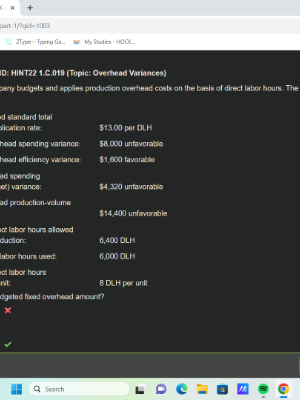 part-1/?qid=1003
ZType – Typing Ga...
My Studies - HOCK...
ID: HINT22 1.C.019 (Topic: Overhead Variances)
pany budgets and applies production overhead costs on the basis of direct labor hours. The
ed standard total
plication rate: $13.00 per DLH
head spending variance: $8,000 unfavorable
head efficiency variance: $1,600 favorable
ed spending
get) variance: $4,320 unfavorable
ad production-volume
$14,400 unfavorable
ect labor hours allowed
duction: 6,400 DLH
labor hours used: 6,000 DLH
ect labor hours
unit: 8 DLH per unit
dgeted fixed overhead amount?
Search